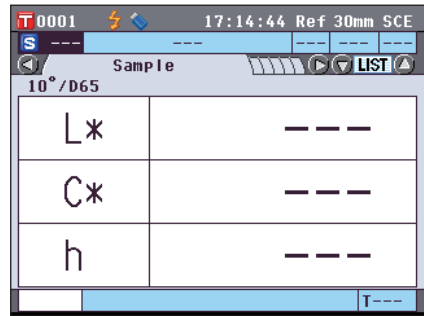 T0001 17:14:44 Ref 30mm SCE
S --- --- --- --- ---
Sample LIST
10°/D65
L* ---
C* ---
h ---
T---